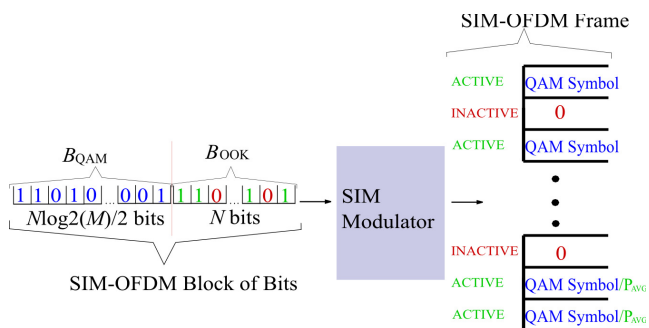 SIM-OFDM Frame
ACTIVE QAM Symbol
INACTIVE 0
ACTIVE QAM Symbol
B_QAM B_OOK
1 1 0 1 0 ... 0 0 1 1 1 0 ... 1 0 1
Nlog2(M)/2 bits N bits
SIM-OFDM Block of Bits
SIM
Modulator
INACTIVE 0
ACTIVE QAM Symbol/P_AVG
ACTIVE QAM Symbol/P_AVG